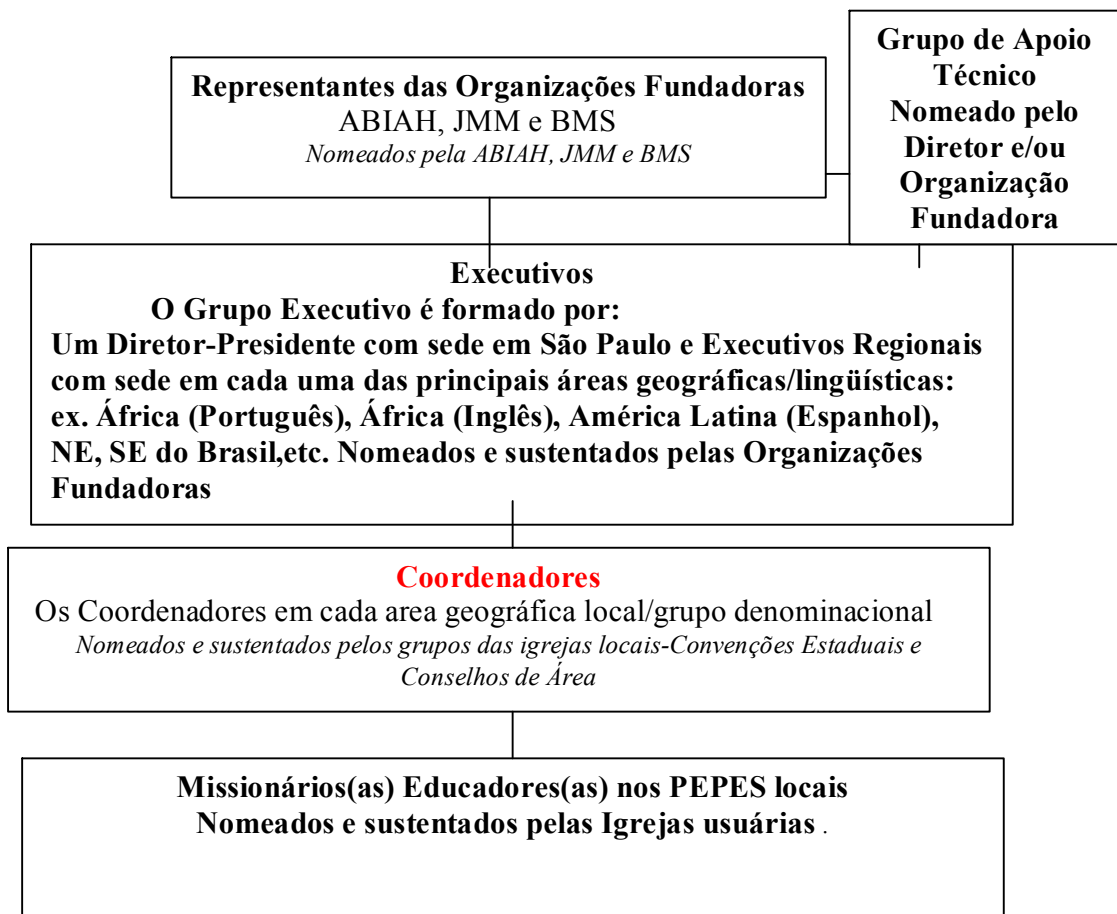 Representantes das Organizações Fundadoras
ABIAH, JMM e BMS
Nomeados pela ABIAH, JMM e BMS
Grupo de Apoio
Técnico
Nomeado pelo
Diretor e/ou
Organização
Fundadora
Executivos
O Grupo Executivo é formado por:
Um Diretor-Presidente com sede em São Paulo e Executivos Regionais
com sede em cada uma das principais áreas geográficas/lingüísticas:
ex. África (Português), África (Inglês), América Latina (Espanhol),
NE, SE do Brasil,etc. Nomeados e sustentados pelas Organizações
Fundadoras
Coordenadores
Os Coordenadores em cada area geográfica local/grupo denominacional
Nomeados e sustentados pelos grupos das igrejas locais-Convenções Estaduais e
Conselhos de Área
Missionários(as) Educadores(as) nos PEPES locais
Nomeados e sustentados pelas Igrejas usuárias .